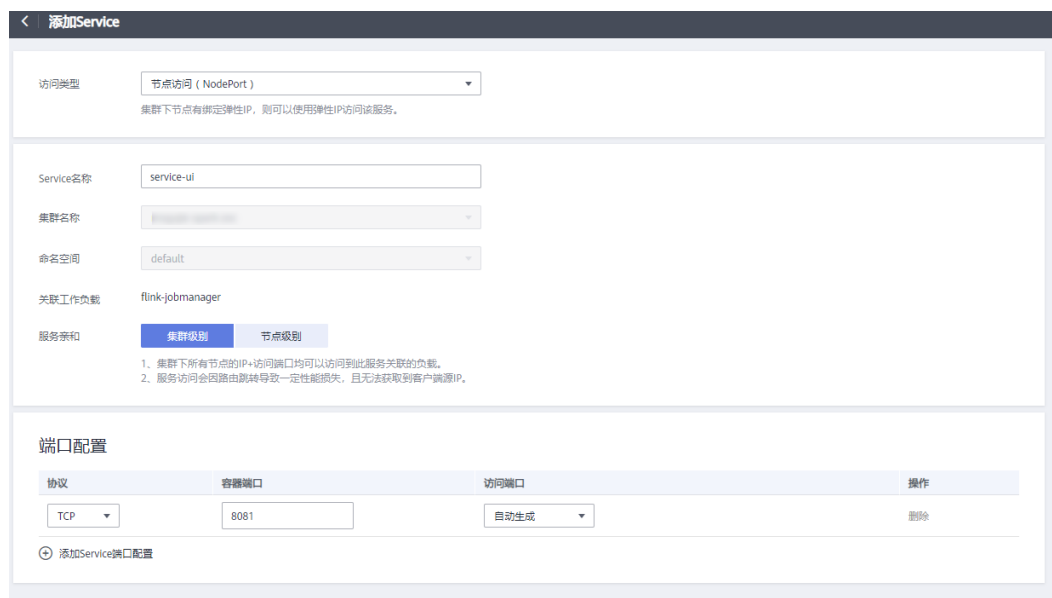 添加Service
访问类型
节点访问 ( NodePort )
集群下节点有绑定弹性IP，则可以使用弹性IP访问该服务。
Service名称
service-ui
集群名称
命名空间
default
关联工作负载
flink-jobmanager
服务亲和
集群级别
节点级别
1、集群下所有节点的IP+访问端口均可以访问到此服务关联的负载。
2、服务访问会因路由跳转导致一定性能损失，且无法获取到客户端源IP。
端口配置
协议 容器端口 访问端口 操作
TCP 8081 自动生成 删除
添加Service端口配置